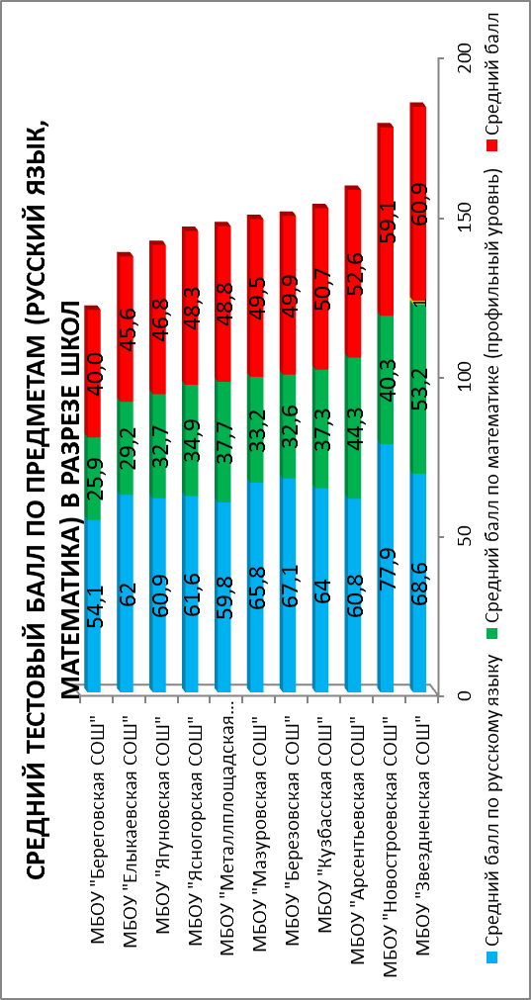 СРЕДНИЙ ТЕСТОВЫЙ БАЛЛ ПО ПРЕДМЕТАМ (РУССКИЙ ЯЗЫК,
МАТЕМАТИКА) В РАЗРЕЗЕ ШКОЛ
МБОУ "Береговская СОШ"
54,1 25,9 40,0
МБОУ "Елыкаевская СОШ"
62 29,2 45,6
МБОУ "Ягуновская СОШ"
60,9 32,7 46,8
МБОУ "Ясногорская СОШ"
61,6 34,9 48,3
МБОУ "Металлплощадская...
59,8 37,7 48,8
МБОУ "Мазуровская СОШ"
65,8 33,2 49,5
МБОУ "Березовская СОШ"
67,1 32,6 49,9
МБОУ "Кузбасская СОШ"
64 37,3 50,7
МБОУ "Арсентьевская СОШ"
60,8 44,3 52,6
МБОУ "Новостроевская СОШ"
77,9 40,3 59,1
МБОУ "Звездненская СОШ"
68,6 53,2 1 60,9
0 50 100 150 200
Средний балл по русскому языку Средний балл по математике (профильный уровнь) Средний балл